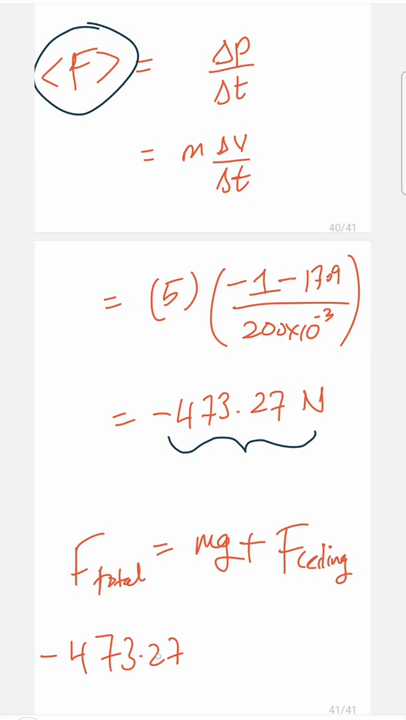 <F> = Δp/Δt
= m Δv/Δt
40/41
= (5) (-1 - 17.9 / 200×10^-3)
= -473.27 N
F_total = mg + F_ceiling
-473.27
41/41